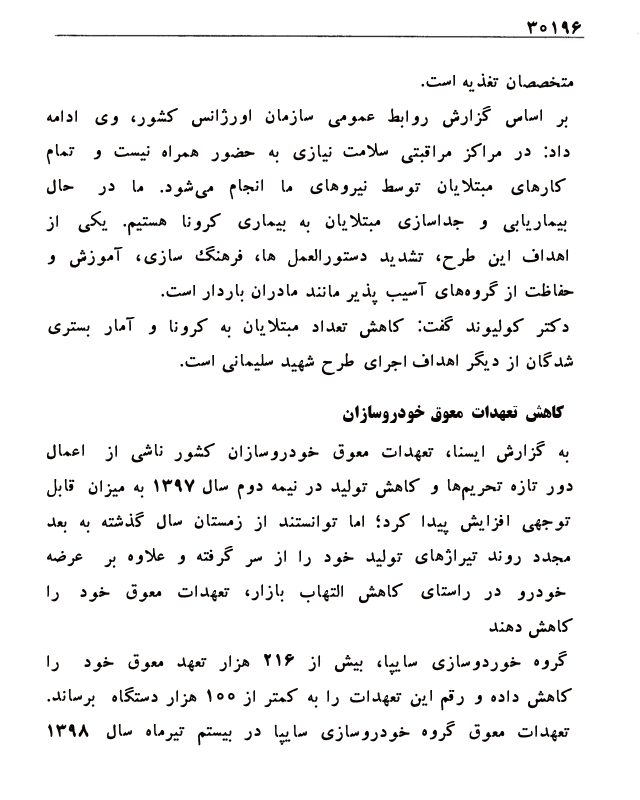 ۳۰۱۹۶
متخصصان تغذیه است.
بر اساس گزارش روابط عمومی سازمان اورژانس کشور، وی ادامه
داد: در مراکز مراقبتی سلامت نیازی به حضور همراه نیست و تمام
کارهای مبتلایان توسط نیروهای ما انجام می‌شود. ما در حال
بیماریابی و جداسازی مبتلایان به بیماری کرونا هستیم. یکی از
اهداف این طرح، تشدید دستورالعمل ها، فرهنگ سازی، آموزش و
حفاظت از گروه‌های آسیب پذیر مانند مادران باردار است.
دکتر کولیوند گفت: کاهش تعداد مبتلایان به کرونا و آمار بستری
شدگان از دیگر اهداف اجرای طرح شهید سلیمانی است.
کاهش تعهدات معوق خودروسازان
به گزارش ایسنا، تعهدات معوق خودروسازان کشور ناشی از اعمال
دور تازه تحریم‌ها و کاهش تولید در نیمه دوم سال ۱۳۹۷ به میزان قابل
توجهی افزایش پیدا کرد؛ اما توانستند از زمستان سال گذشته به بعد
مجدد روند تیراژهای تولید خود را از سر گرفته و علاوه بر عرضه
خودرو در راستای کاهش التهاب بازار، تعهدات معوق خود را
کاهش دهند
گروه خوردوسازی سایپا، بیش از ۲۱۶ هزار تعهد معوق خود را
کاهش داده و رقم این تعهدات را به کمتر از ۱۰۰ هزار دستگاه برساند.
تعهدات معوق گروه خودروسازی سایپا در بیستم تیرماه سال ۱۳۹۸